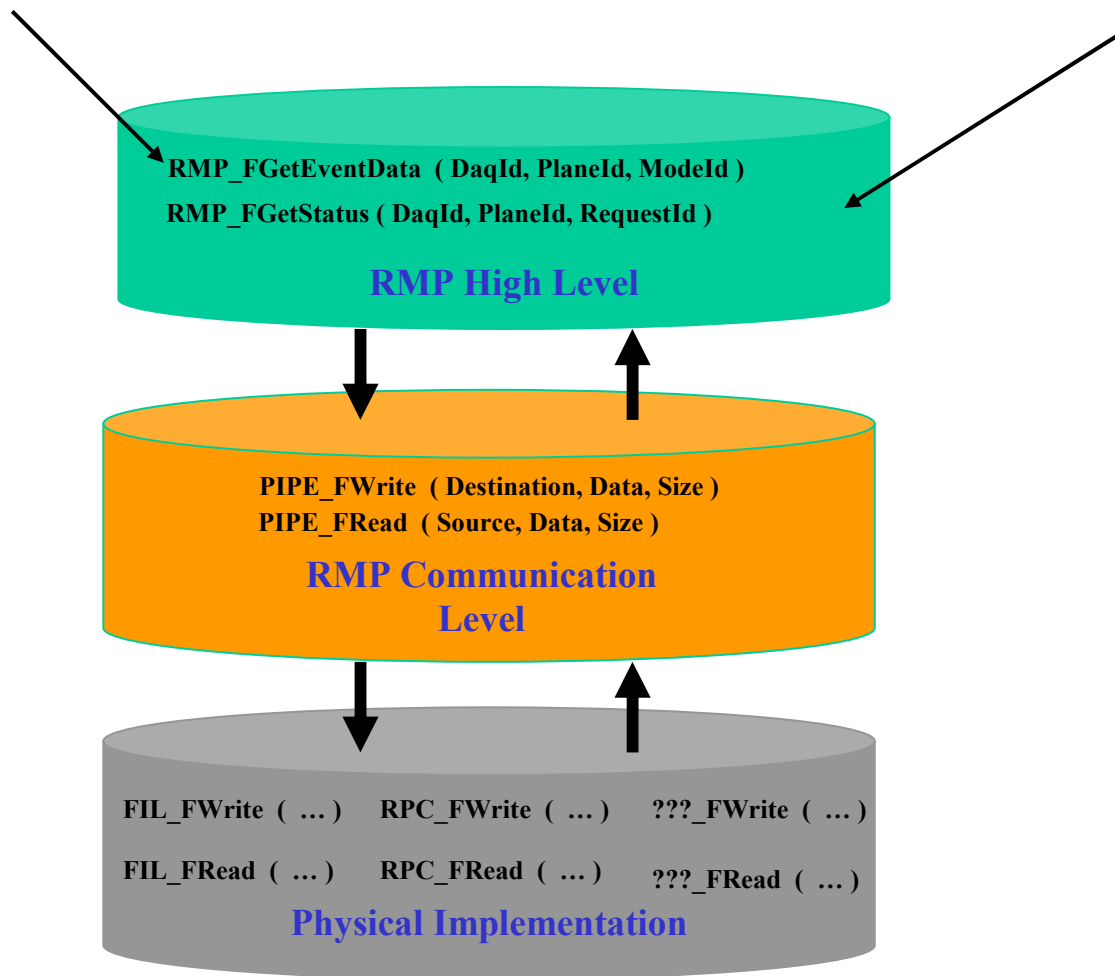 RMP_FGetEventData ( DaqId, PlaneId, ModeId )
RMP_FGetStatus ( DaqId, PlaneId, RequestId )
RMP High Level
PIPE_FWrite ( Destination, Data, Size )
PIPE_FRead ( Source, Data, Size )
RMP Communication
Level
FIL_FWrite ( … ) RPC_FWrite ( … ) ???_FWrite ( … )
FIL_FRead ( … ) RPC_FRead ( … ) ???_FRead ( … )
Physical Implementation